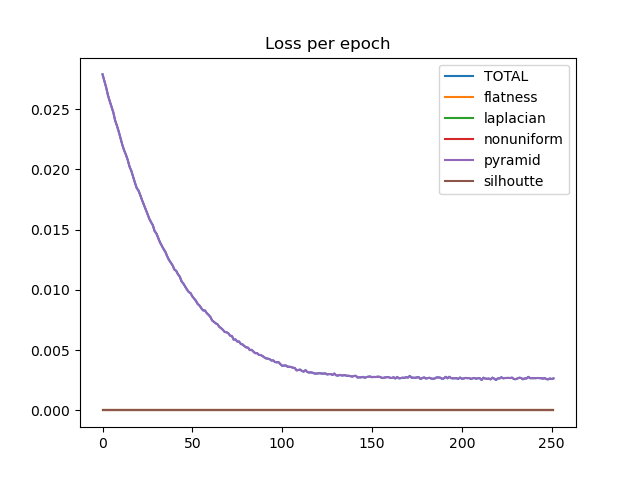 Loss per epoch
TOTAL
flatness
laplacian
nonuniform
pyramid
silhoutte
0.025
0.020
0.015
0.010
0.005
0.000
0 50 100 150 200 250